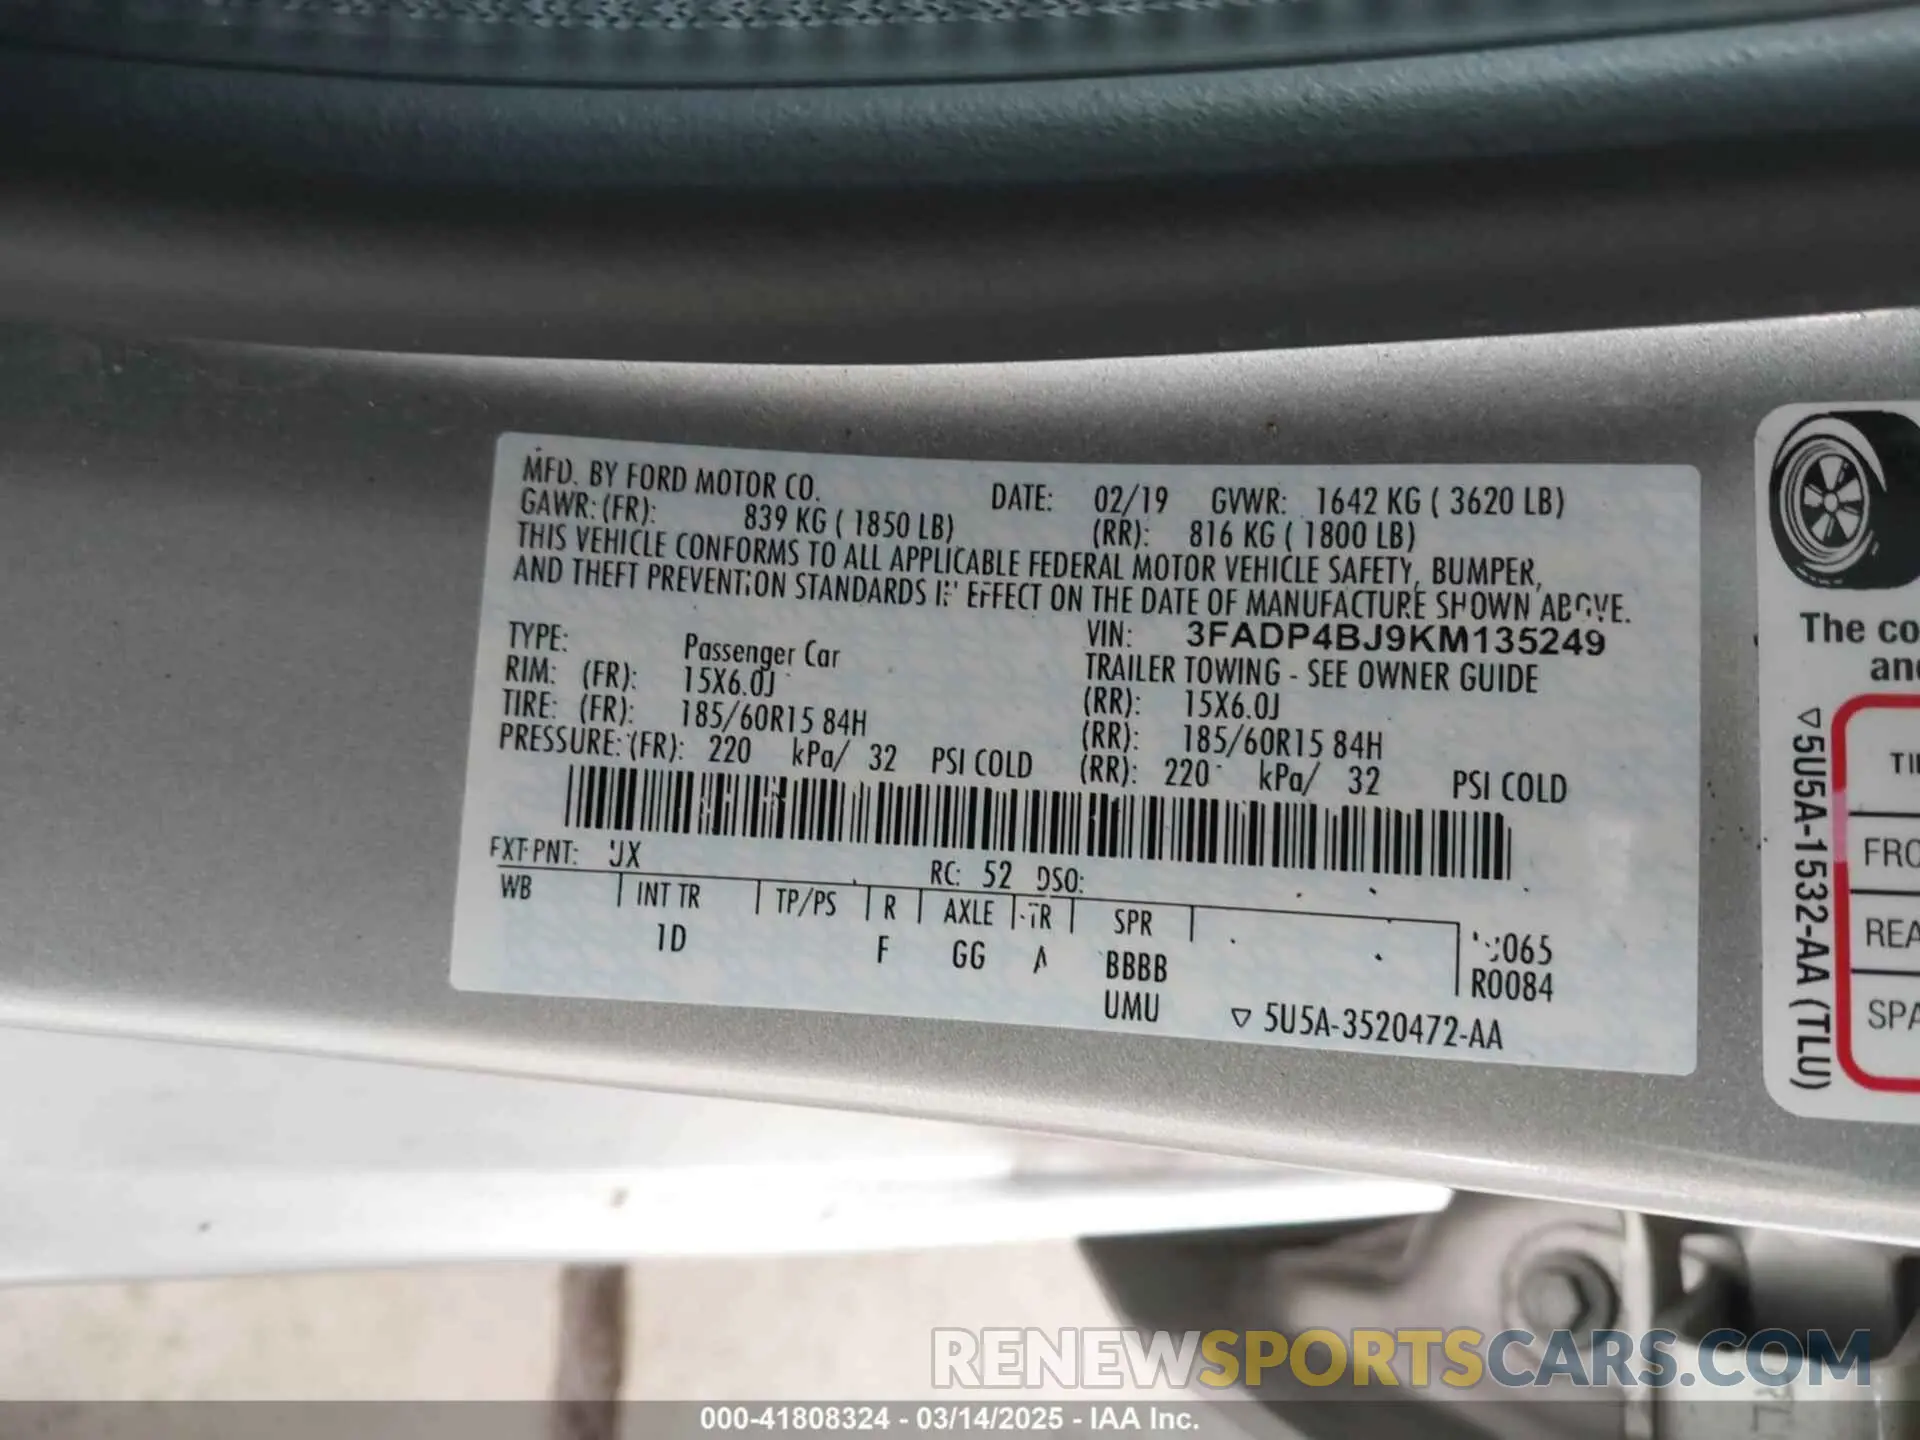 MFD. BY FORD MOTOR CO. DATE: 02/19 GVWR: 1642 KG ( 3620 LB)
GAWR: (FR): 839 KG ( 1850 LB) (RR): 816 KG ( 1800 LB)
THIS VEHICLE CONFORMS TO ALL APPLICABLE FEDERAL MOTOR VEHICLE SAFETY, BUMPER,
AND THEFT PREVENTION STANDARDS IN EFFECT ON THE DATE OF MANUFACTURE SHOWN ABOVE.
VIN: 3FADP4BJ9KM135249
TYPE: Passenger Car TRAILER TOWING - SEE OWNER GUIDE
RIM: (FR): 15X6.0J (RR): 15X6.0J
TIRE: (FR): 185/60R15 84H (RR): 185/60R15 84H
PRESSURE: (FR): 220 kPa/ 32 PSI COLD (RR): 220 kPa/ 32 PSI COLD
EXT PNT: UX RC: 52 DSO:
WB INT TR TP/PS R AXLE TR SPR
1D F GG A BBBB 065
UMU R0084
▽ 5U5A-3520472-AA
The co
and
▽5U5A-1532-AA (TLU)
TI
FRO
REA
SPA
RENEWSPORTSCARS.COM
000-41808324 - 03/14/2025 - IAA Inc.